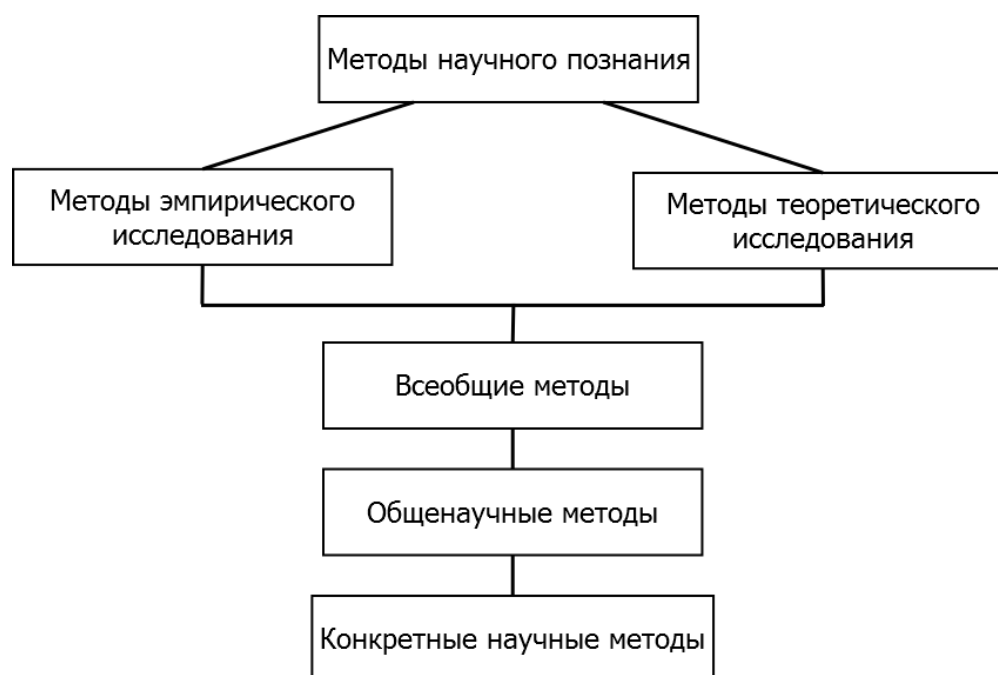 Методы научного познания
Методы эмпирического
исследования
Методы теоретического
исследования
Всеобщие методы
Общенаучные методы
Конкретные научные методы